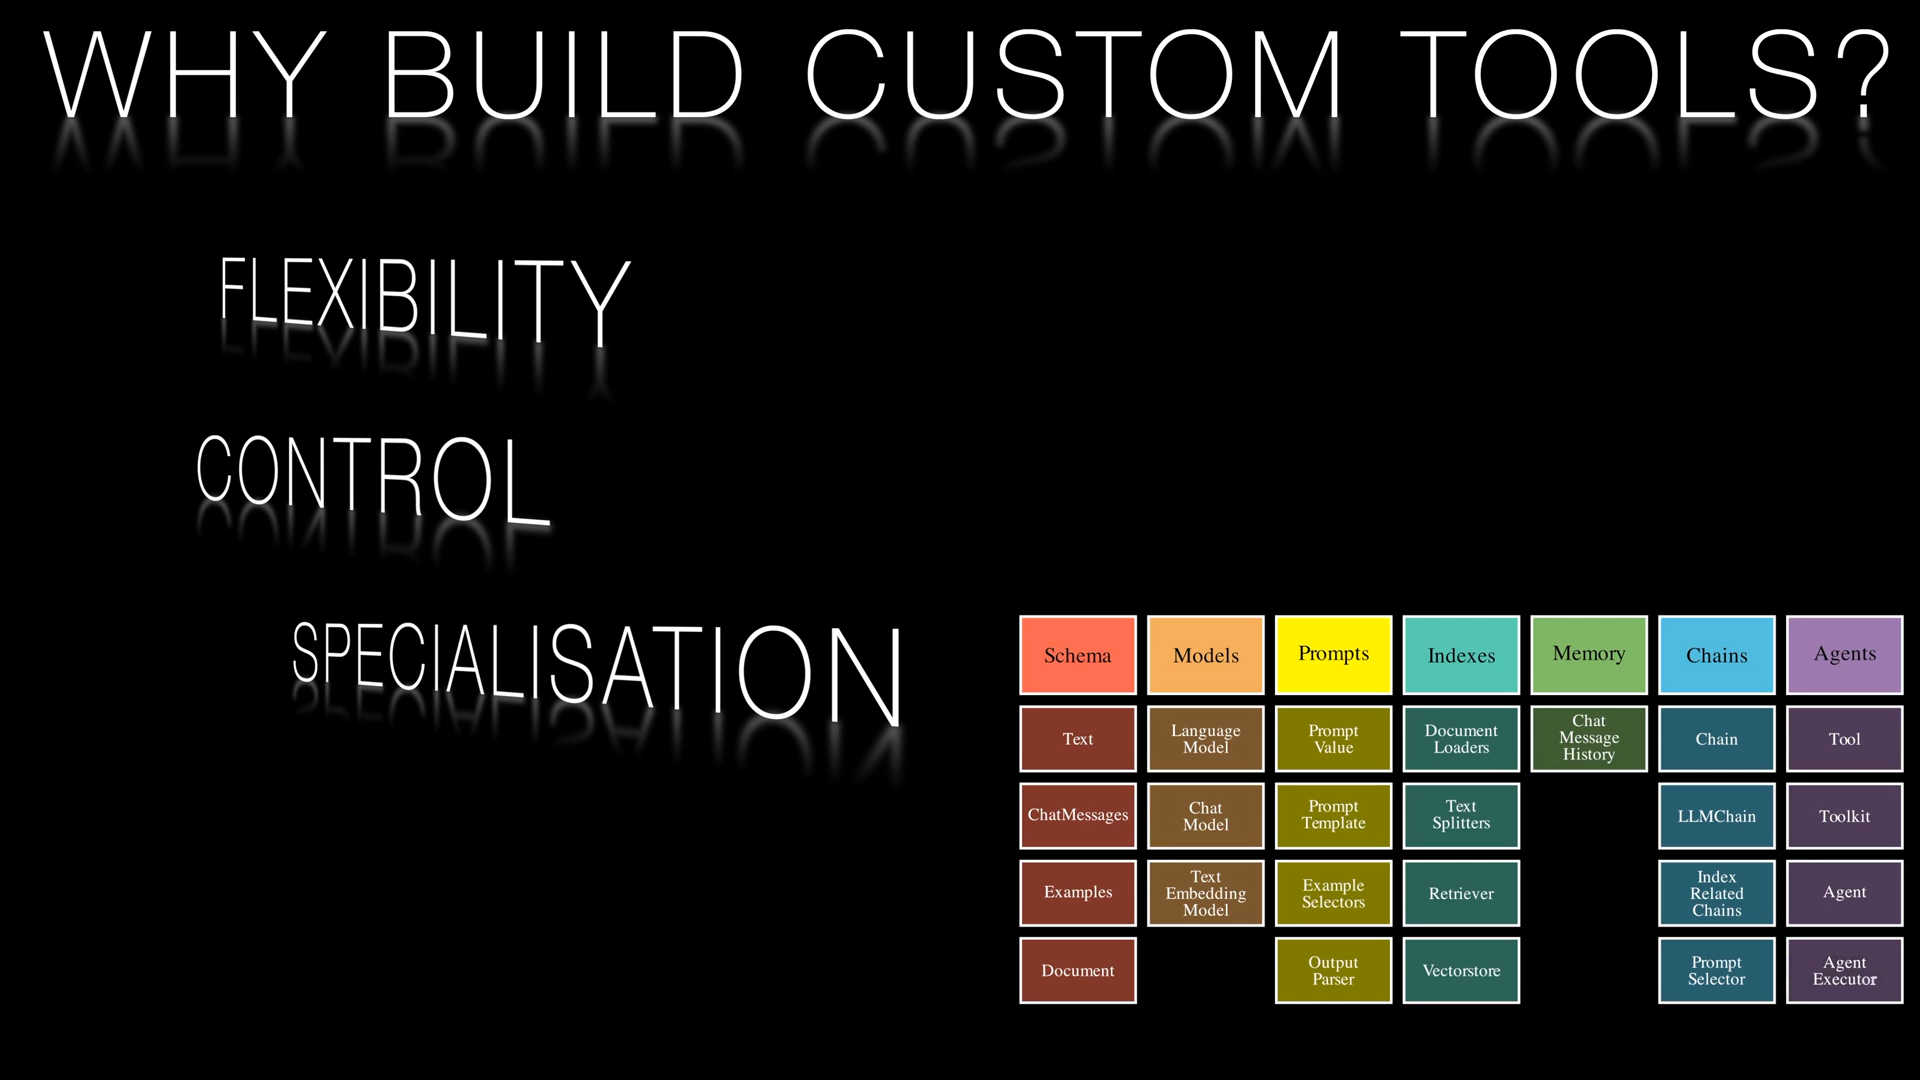 WHY BUILD CUSTOM TOOLS?
FLEXIBILITY
CONTROL
SPECIALISATION
Schema
Models
Prompts
Indexes
Memory
Chains
Agents
Text
Language
Model
Prompt
Value
Document
Loaders
Chat
Message
History
Chain
Tool
ChatMessages
Chat
Model
Prompt
Template
Text
Splitters
LLMChain
Toolkit
Examples
Text
Embedding
Model
Example
Selectors
Retriever
Index
Related
Chains
Agent
Document
Output
Parser
Vectorstore
Prompt
Selector
Agent
Executor